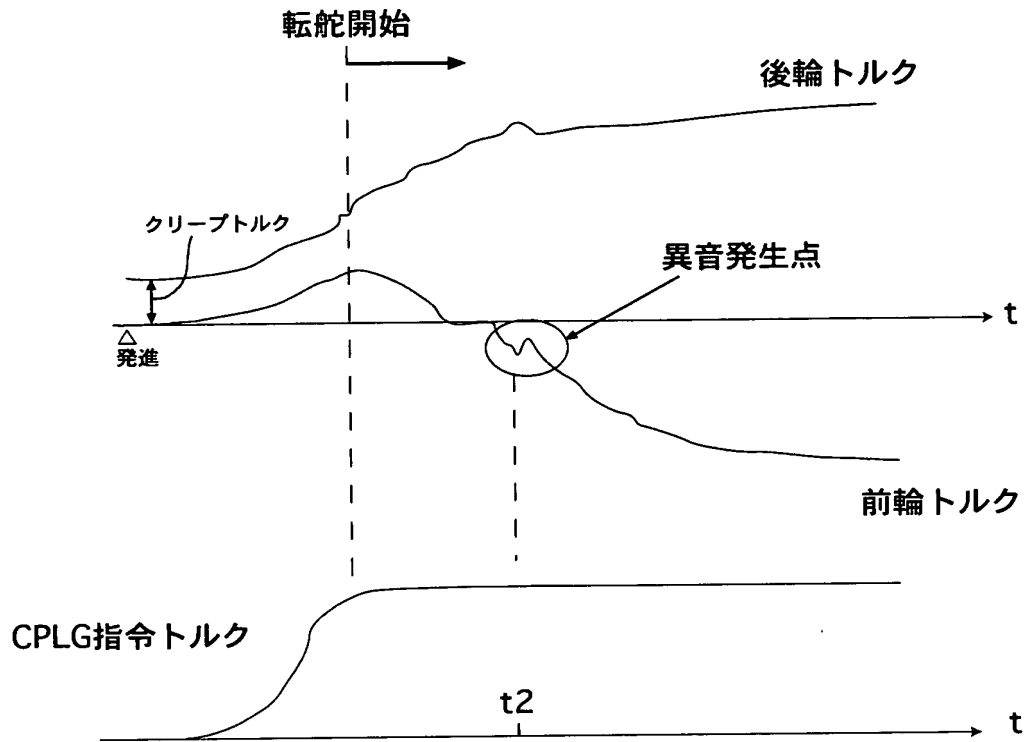 転舵開始
後輪トルク
クリープトルク
異音発生点
t
△
発進
前輪トルク
CPLG指令トルク
t2
t